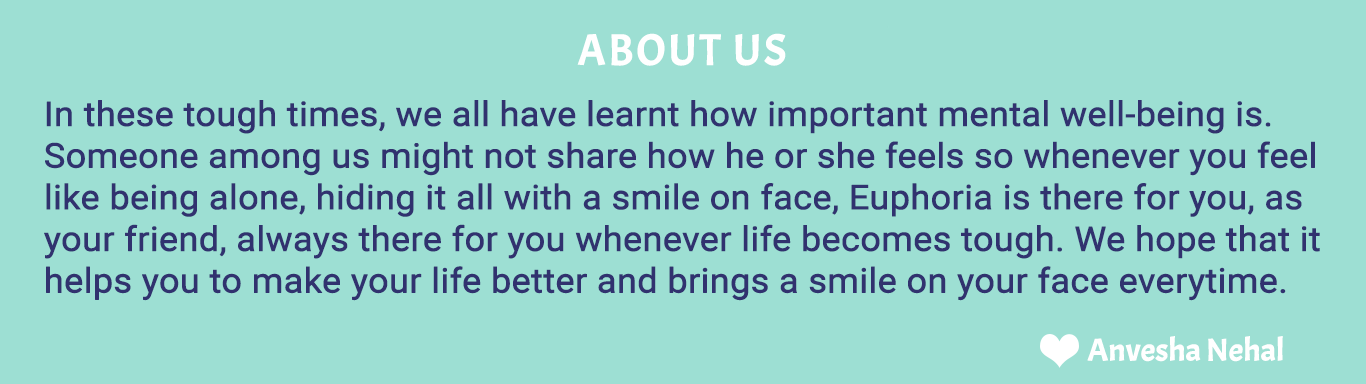 ABOUT US
In these tough times, we all have learnt how important mental well-being is.
Someone among us might not share how he or she feels so whenever you feel
like being alone, hiding it all with a smile on face, Euphoria is there for you, as
your friend, always there for you whenever life becomes tough. We hope that it
helps you to make your life better and brings a smile on your face everytime.
Anvesha Nehal